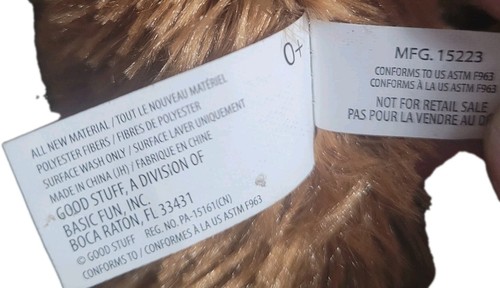 ALL NEW MATERIAL / TOUT LE NOUVEAU MATÉRIEL
POLYESTER FIBERS / FIBRES DE POLYESTER
SURFACE WASH ONLY / SURFACE LAVER UNIQUEMENT
MADE IN CHINA (JH) / FABRIQUE EN CHINE
GOOD STUFF, A DIVISION OF
BASIC FUN, INC.
BOCA RATON, FL 33431
© GOOD STUFF REG. NO. PA-15161(CN)
CONFORMS TO / CONFORMES À LA US ASTM F963
0+
MFG. 15223
CONFORMS TO US ASTM F963
CONFORMS À LA US ASTM F963
NOT FOR RETAIL SALE
PAS POUR LA VENDRE AU